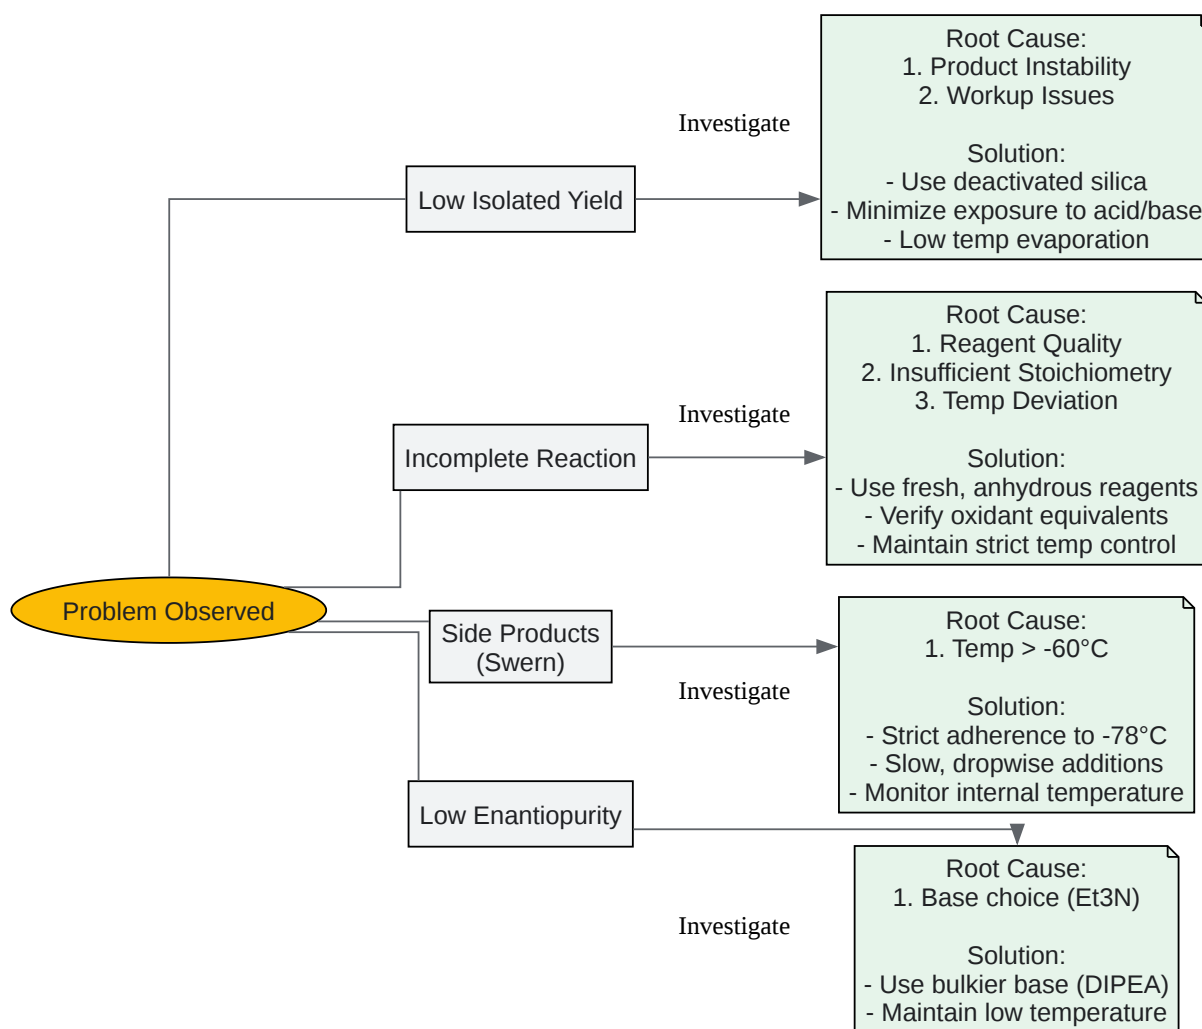 Root Cause:
1. Product Instability
2. Workup Issues
Solution:
- Use deactivated silica
- Minimize exposure to acid/base
- Low temp evaporation
Investigate
Low Isolated Yield
Root Cause:
1. Reagent Quality
2. Insufficient Stoichiometry
3. Temp Deviation
Solution:
- Use fresh, anhydrous reagents
- Verify oxidant equivalents
- Maintain strict temp control
Investigate
Incomplete Reaction
Problem Observed
Side Products
(Swern)
Investigate
Root Cause:
1. Temp > -60°C
Solution:
- Strict adherence to -78°C
- Slow, dropwise additions
- Monitor internal temperature
Low Enantiopurity
Investigate
Root Cause:
1. Base choice (Et3N)
Solution:
- Use bulkier base (DIPEA)
- Maintain low temperature